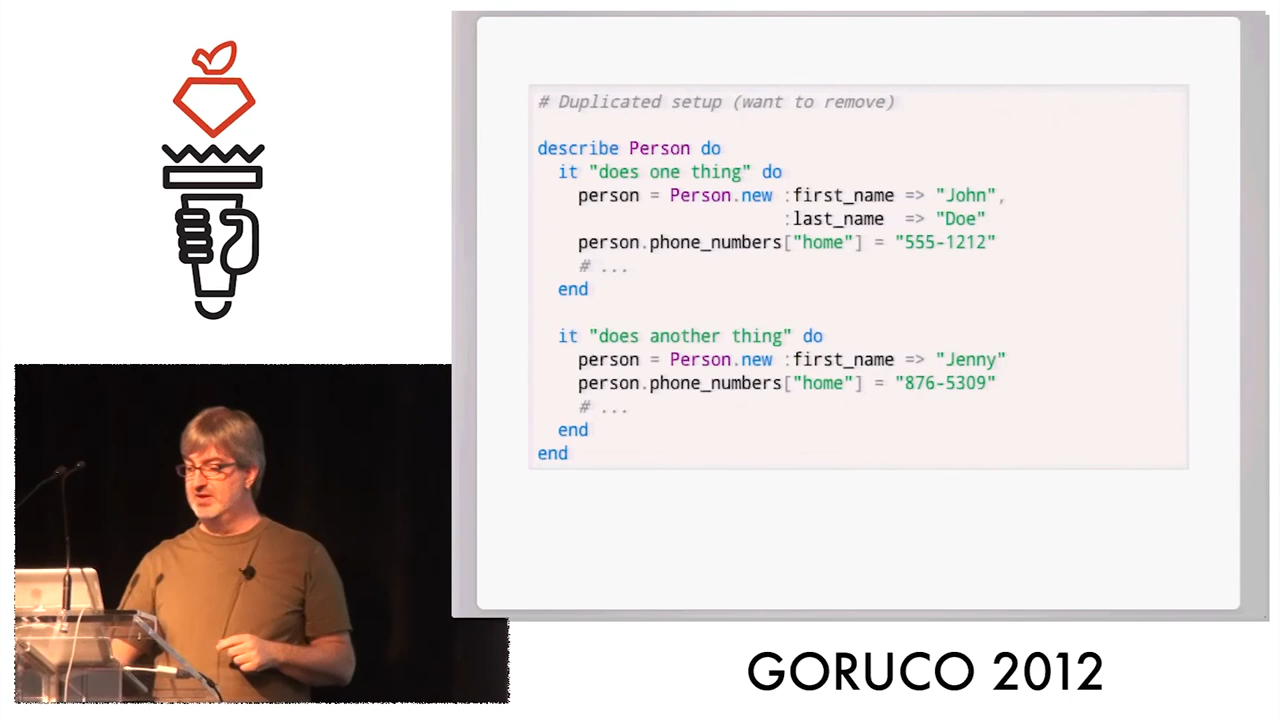 # Duplicated setup (want to remove)
describe Person do
it "does one thing" do
person = Person.new :first_name => "John",
:last_name => "Doe"
person.phone_numbers["home"] = "555-1212"
# ...
end
it "does another thing" do
person = Person.new :first_name => "Jenny"
person.phone_numbers["home"] = "876-5309"
# ...
end
end
GORUCO 2012